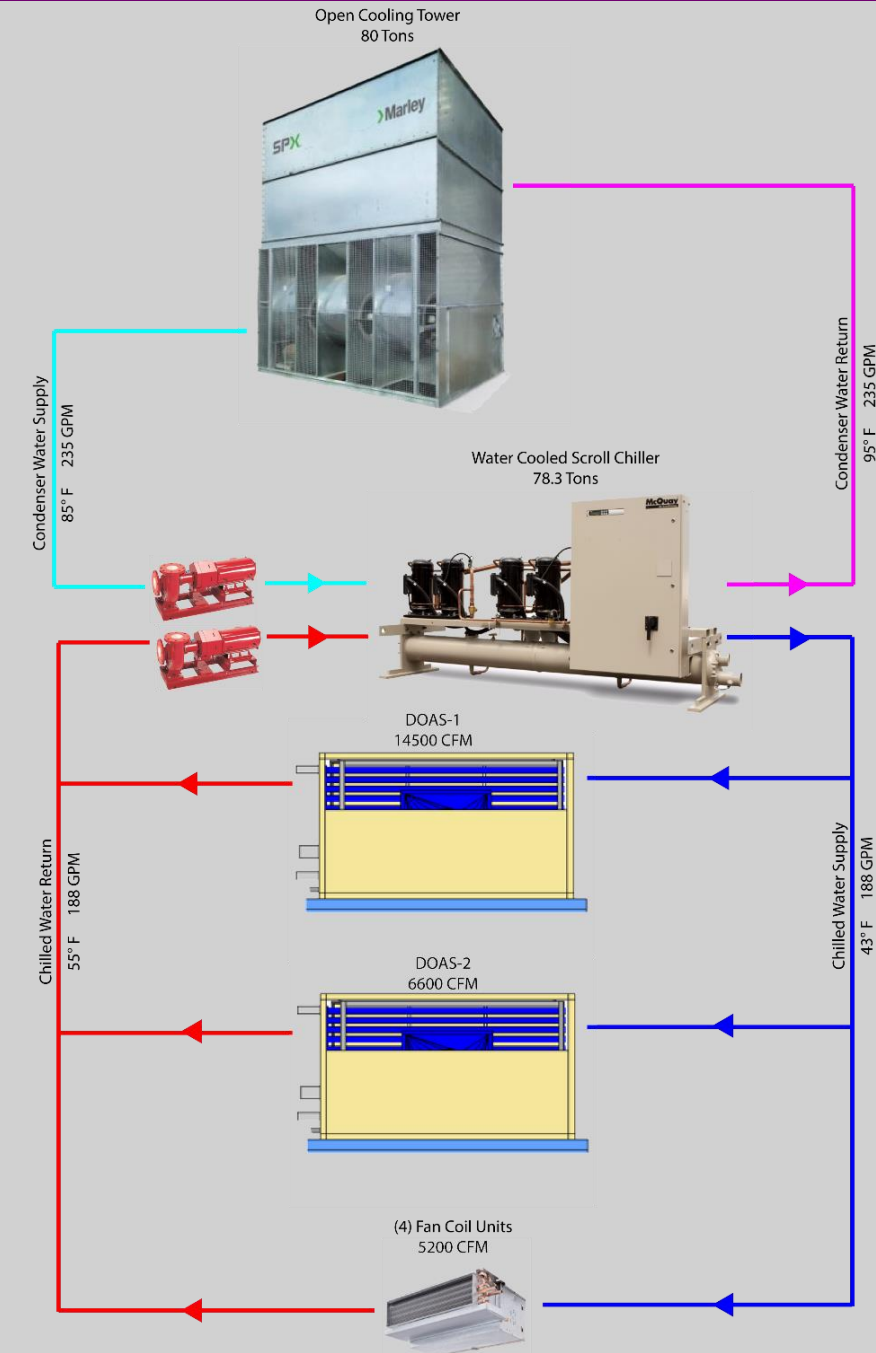 Open Cooling Tower
80 Tons
SPX
Marley
Condenser Water Supply
85° F 235 GPM
Condenser Water Return
95° F 235 GPM
Water Cooled Scroll Chiller
78.3 Tons
McQuay
DOAS-1
14500 CFM
Chilled Water Return
55° F 188 GPM
Chilled Water Supply
43° F 188 GPM
DOAS-2
6600 CFM
(4) Fan Coil Units
5200 CFM